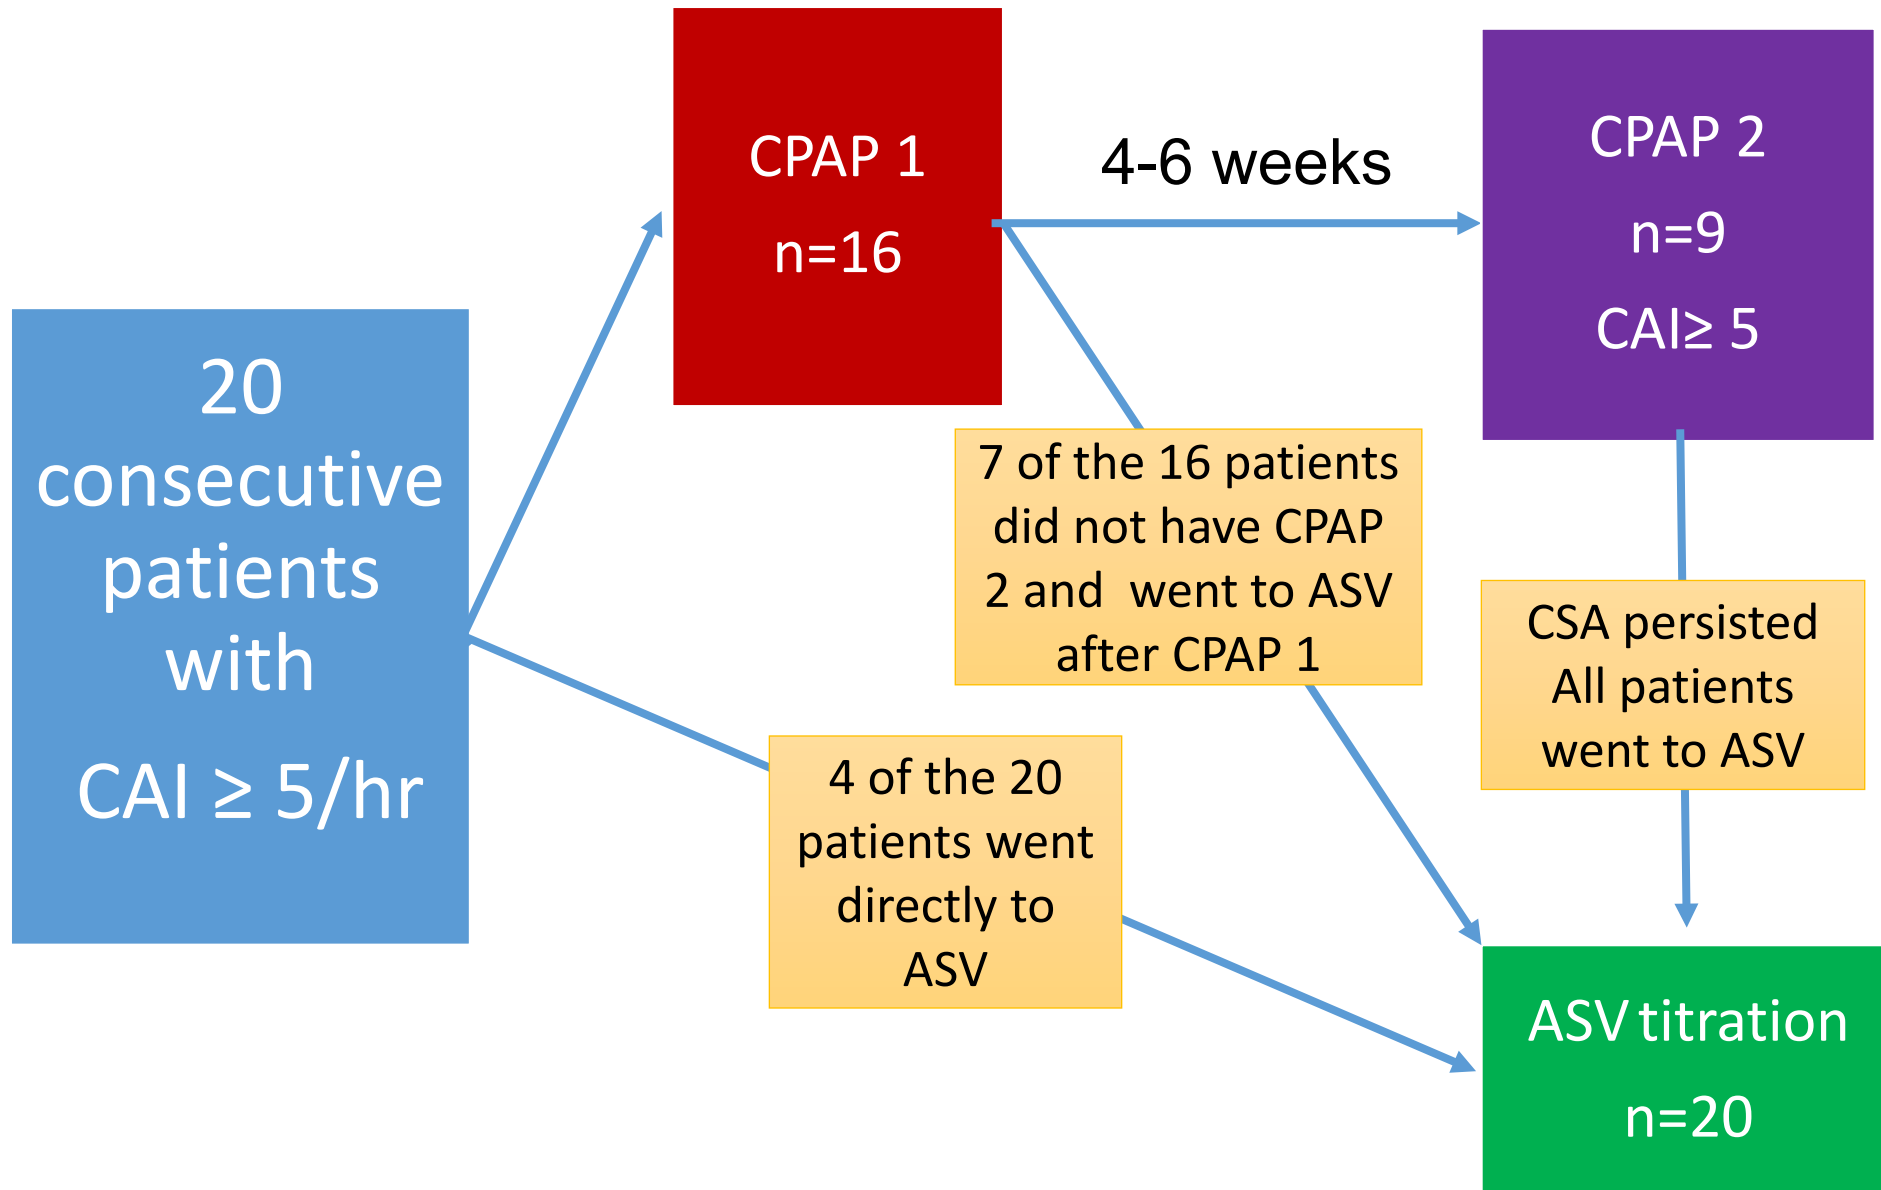 20
consecutive
patients
with
CAI ≥ 5/hr
CPAP 1
n=16
4-6 weeks
CPAP 2
n=9
CAI≥ 5
7 of the 16 patients
did not have CPAP
2 and  went to ASV
after CPAP 1
CSA persisted
All patients
went to ASV
4 of the 20
patients went
directly to
ASV
ASV titration
n=20